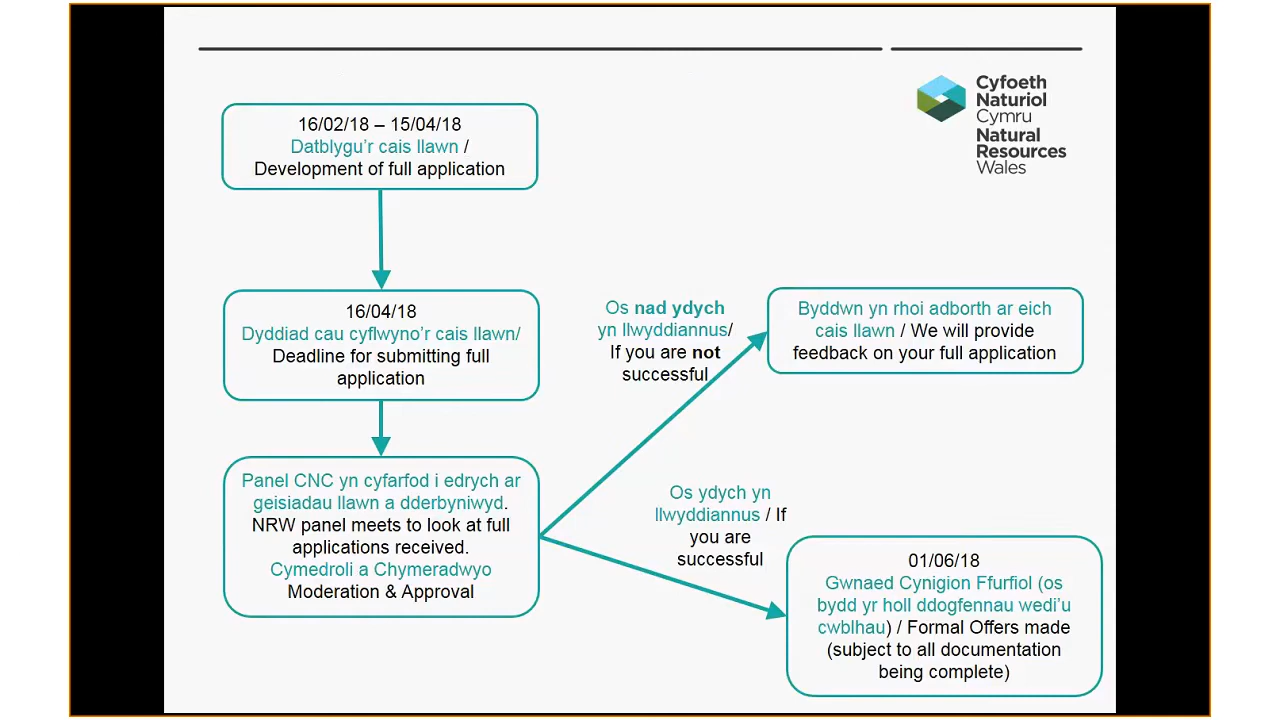 Cyfoeth
Naturiol
Cymru
Natural
Resources
Wales
16/02/18 – 15/04/18
Datblygu'r cais llawn /
Development of full application
16/04/18
Dyddiad cau cyflwyno'r cais llawn/
Deadline for submitting full
application
Os nad ydych
yn llwyddiannus/
If you are not
successful
Byddwn yn rhoi adborth ar eich
cais llawn / We will provide
feedback on your full application
Panel CNC yn cyfarfod i edrych ar
geisiadau llawn a dderbyniwyd.
NRW panel meets to look at full
applications received.
Cymedroli a Chymeradwyo
Moderation & Approval
Os ydych yn
llwyddiannus / If
you are
successful
01/06/18
Gwnaed Cynigion Ffurfiol (os
bydd yr holl ddogfennau wedi'u
cwblhau) / Formal Offers made
(subject to all documentation
being complete)